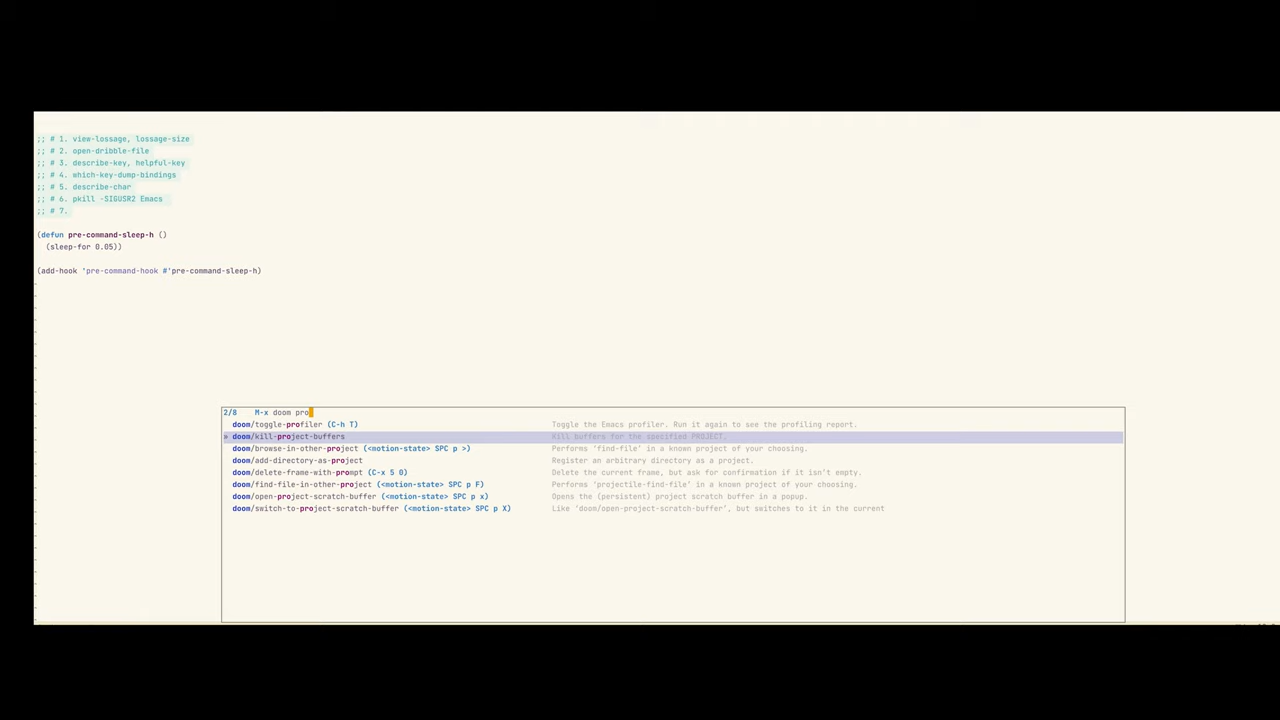 ;; # 1. view-lossage, lossage-size
;; # 2. open-dribble-file
;; # 3. describe-key, helpful-key
;; # 4. which-key-dump-bindings
;; # 5. describe-char
;; # 6. pkill -SIGUSR2 Emacs
;; # 7.
(defun pre-command-sleep-h ()
(sleep-for 0.05))
(add-hook 'pre-command-hook #'pre-command-sleep-h)
2/8 M-x doom pro
doom/toggle-profiler (C-h T) Toggle the Emacs profiler. Run it again to see the profiling report.
» doom/kill-project-buffers Kill buffers for the specified PROJECT.
doom/browse-in-other-project (<motion-state> SPC p >) Performs ‘find-file’ in a known project of your choosing.
doom/add-directory-as-project Register an arbitrary directory as a project.
doom/delete-frame-with-prompt (C-x 5 0) Delete the current frame, but ask for confirmation if it isn’t empty.
doom/find-file-in-other-project (<motion-state> SPC p F) Performs ‘projectile-find-file’ in a known project of your choosing.
doom/open-project-scratch-buffer (<motion-state> SPC p x) Opens the (persistent) project scratch buffer in a popup.
doom/switch-to-project-scratch-buffer (<motion-state> SPC p X) Like ‘doom/open-project-scratch-buffer’, but switches to it in the current